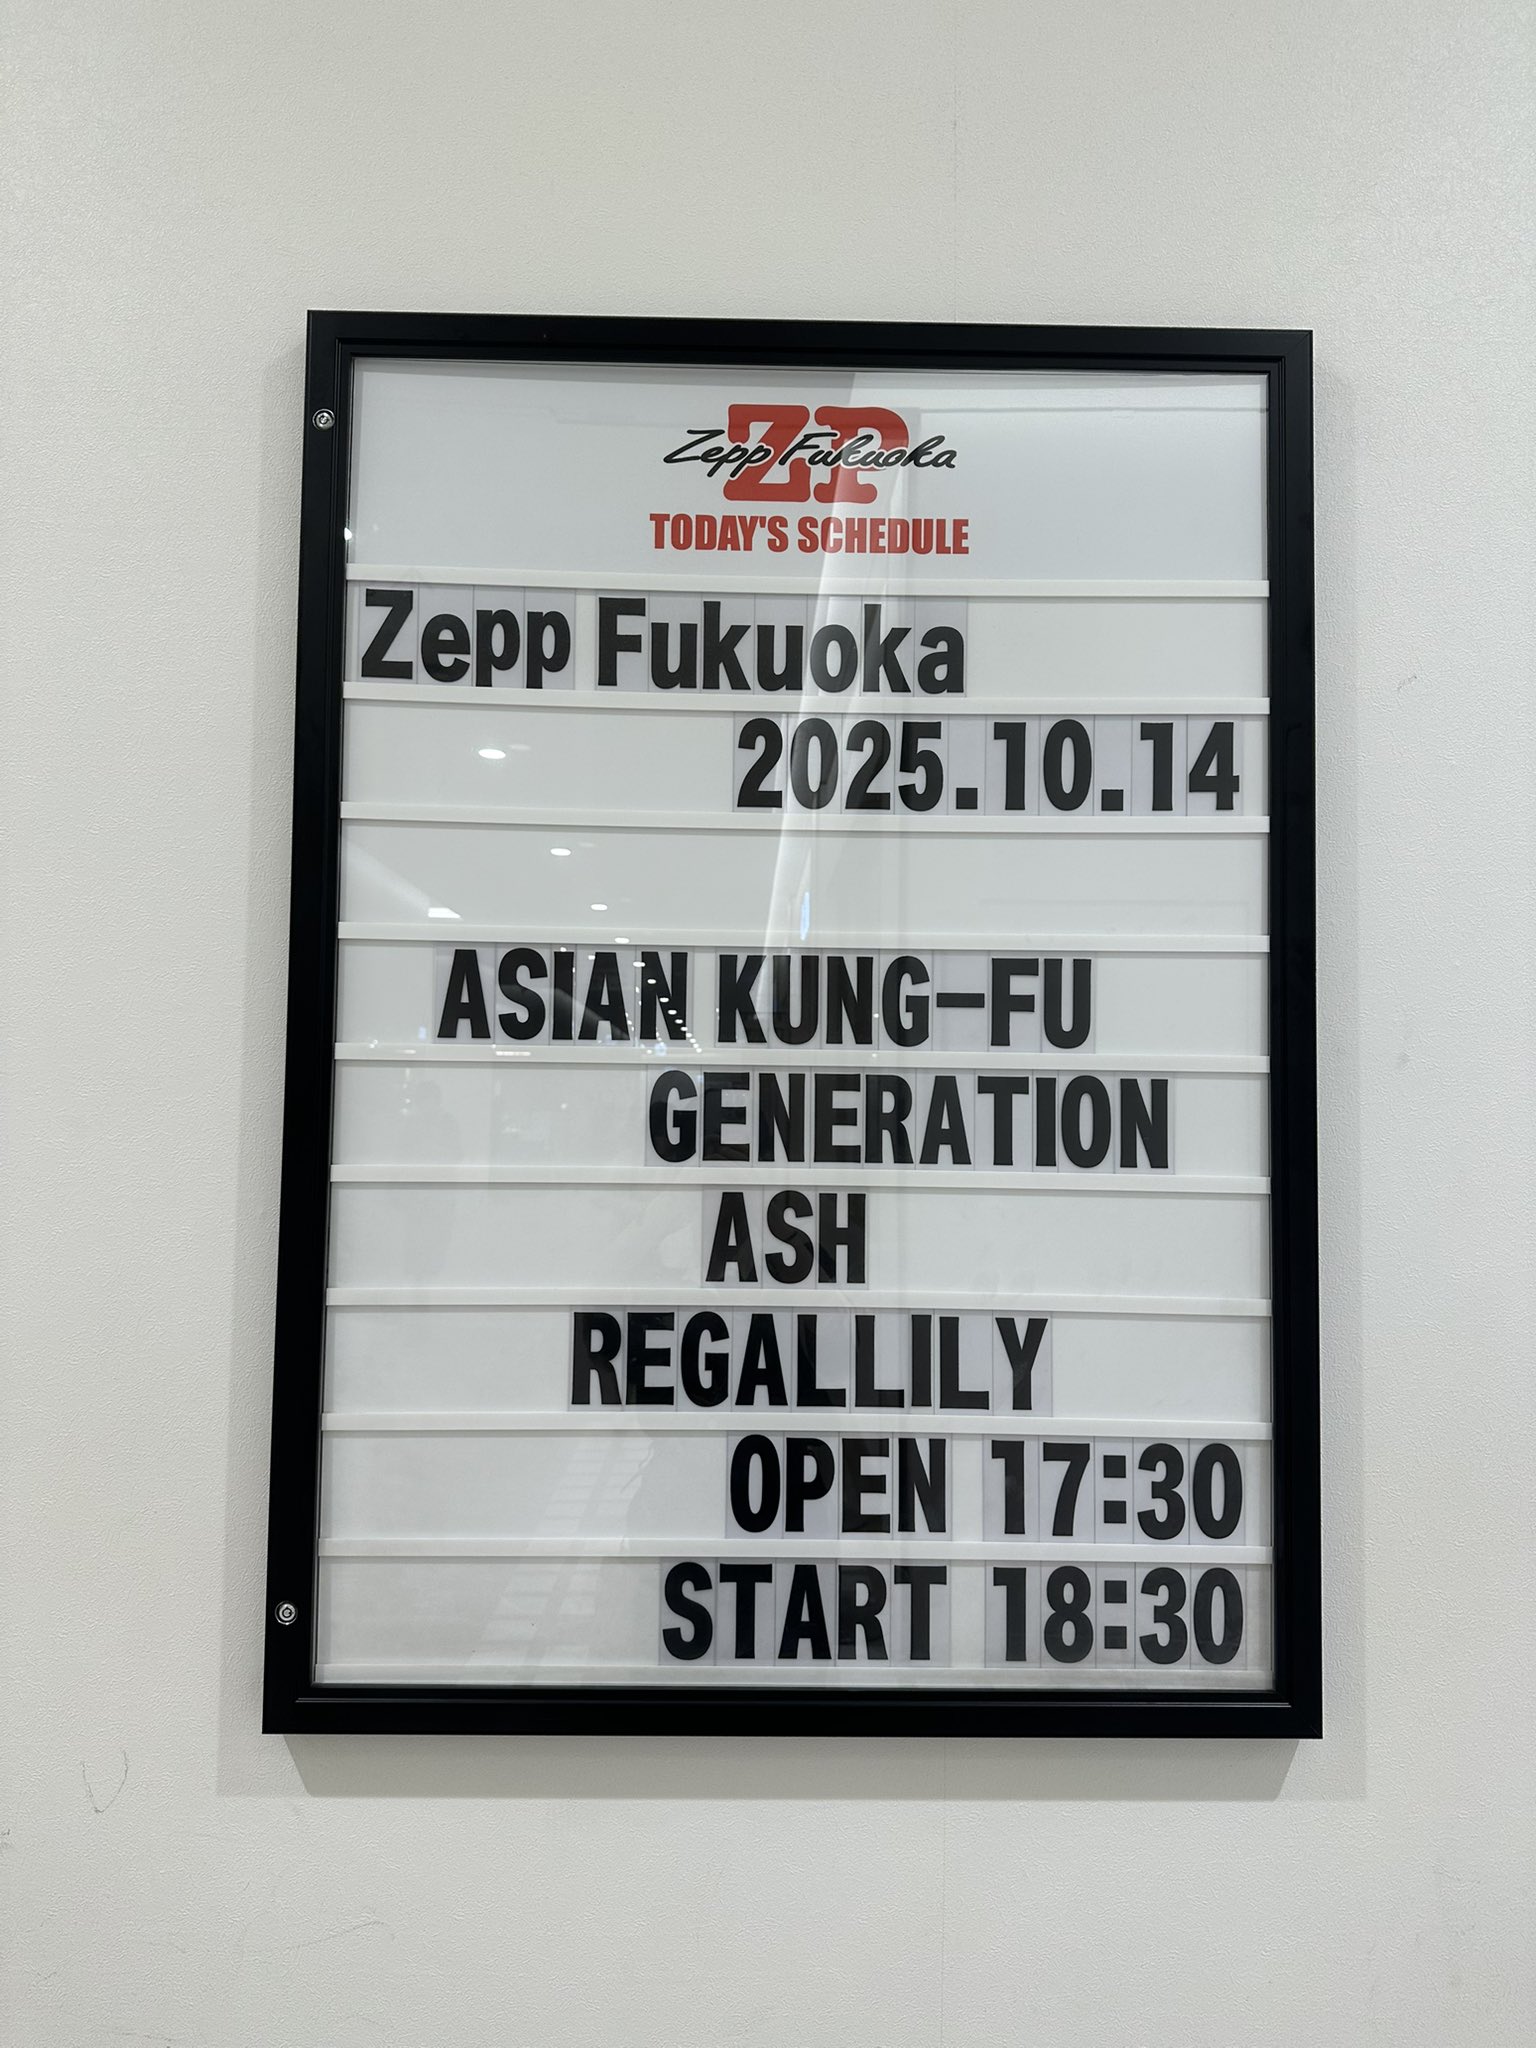 ZP
Zepp Fukuoka
TODAY'S SCHEDULE
Zepp Fukuoka
2025.10.14
ASIAN KUNG-FU
GENERATION
ASH
REGALLILY
OPEN 17:30
START 18:30